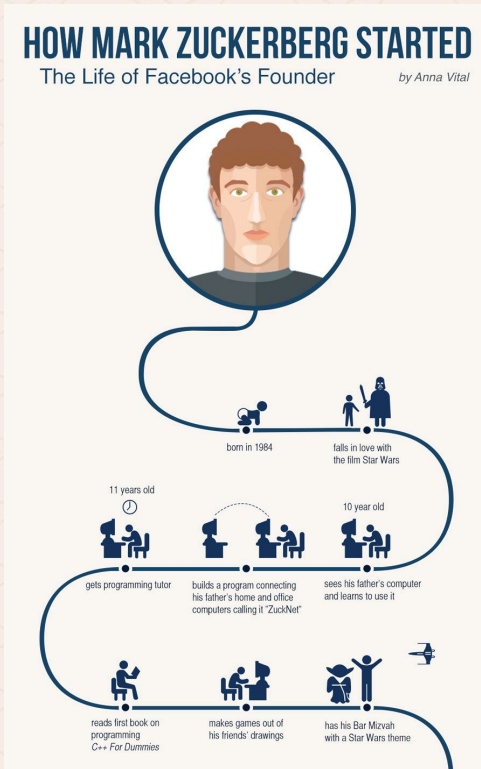 HOW MARK ZUCKERBERG STARTED
The Life of Facebook's Founder
by Anna Vital
born in 1984
falls in love with
the film Star Wars
10 year old
sees his father's computer
and learns to use it
builds a program connecting
his father's home and office
computers calling it "ZuckNet"
11 years old
gets programming tutor
reads first book on
programming
C++ For Dummies
makes games out of
his friends' drawings
has his Bar Mizvah
with a Star Wars theme